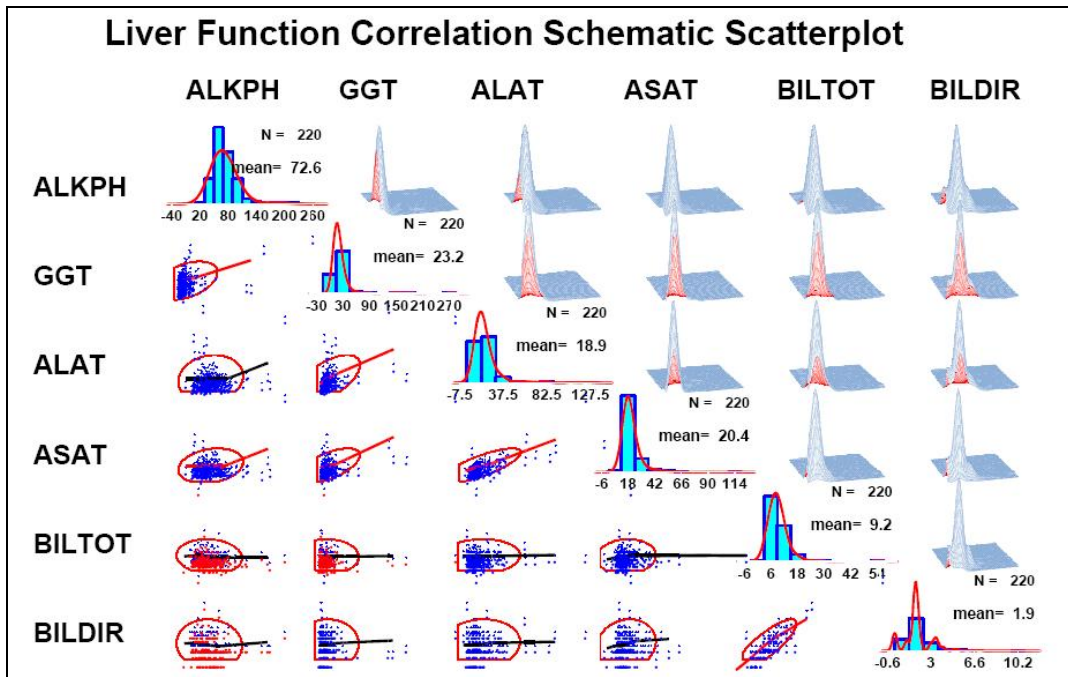 Liver Function Correlation Schematic Scatterplot
ALKPH GGT ALAT ASAT BILTOT BILDIR
N = 220
mean= 72.6
ALKPH
-40 20 80 140 200 260
N = 220
mean= 23.2
GGT
-30 30 90 150 210 270
N = 220
mean= 18.9
ALAT
-7.5 37.5 82.5 127.5
N = 220
mean= 20.4
ASAT
-6 18 42 66 90 114
N = 220
mean= 9.2
BILTOT
-6 6 18 30 42 54
N = 220
mean= 1.9
BILDIR
-0.6 3 6.6 10.2